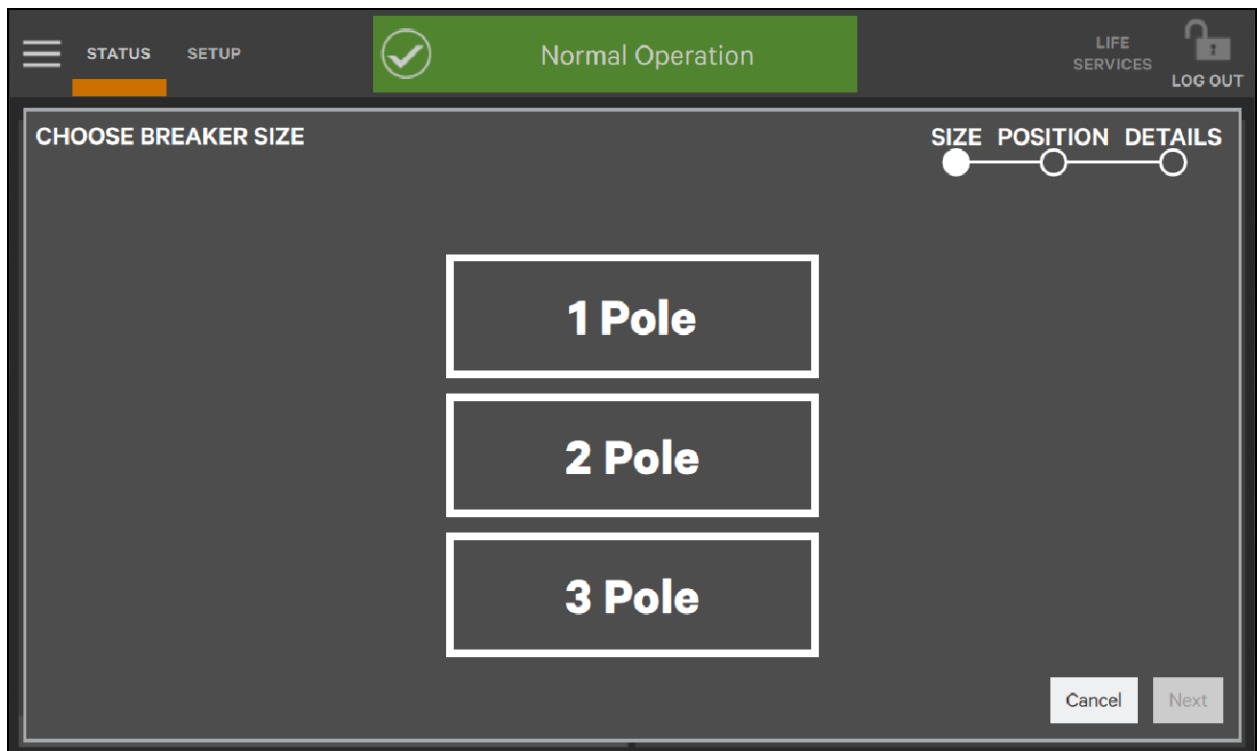 STATUS SETUP
Normal Operation
LIFE
SERVICES
LOG OUT
CHOOSE BREAKER SIZE
SIZE POSITION DETAILS
1 Pole
2 Pole
3 Pole
Cancel Next